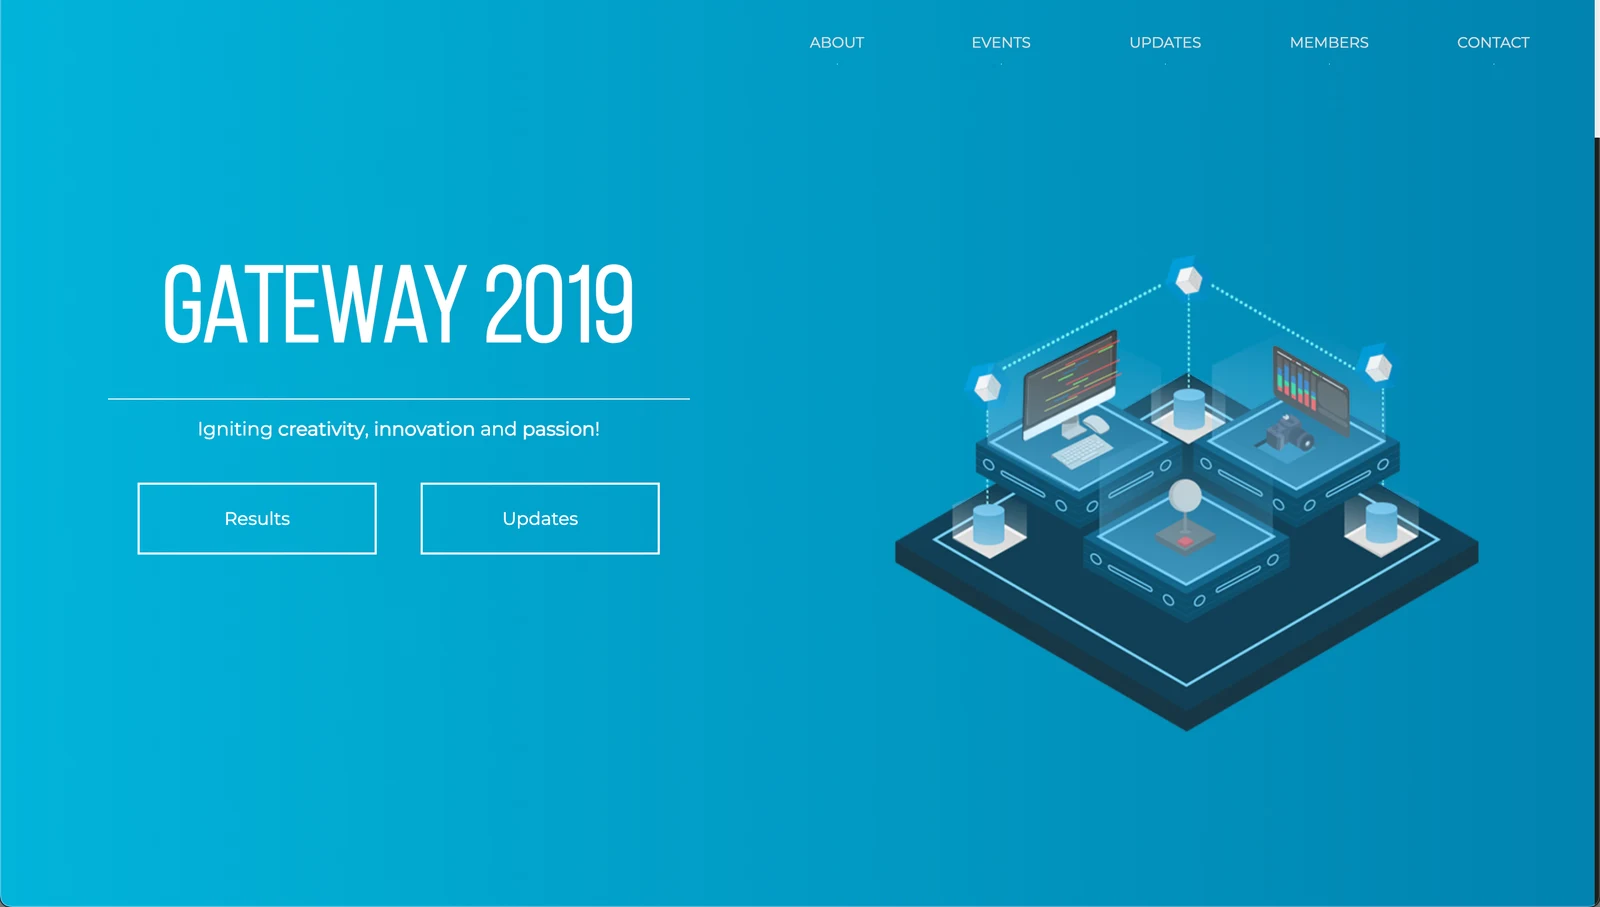 ABOUT
EVENTS
UPDATES
MEMBERS
CONTACT
GATEWAY 2019
Igniting creativity, innovation and passion!
Results
Updates